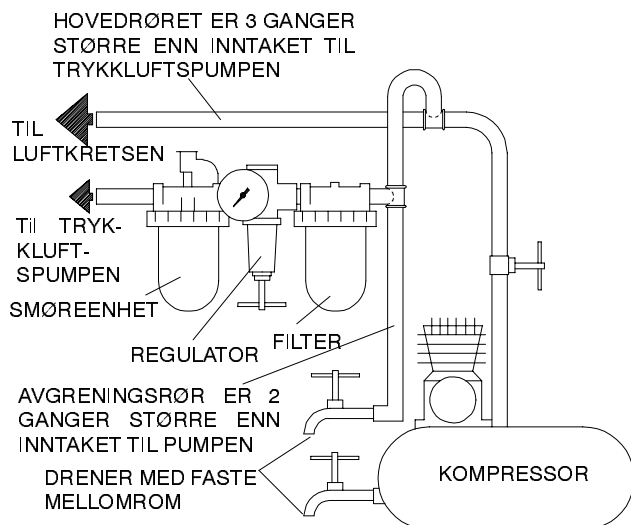 HOVEDRØRET ER 3 GANGER
STØRRE ENN INNTAKET TIL
TRYKKLUFTSPUMPEN
TIL
LUFTKRETSEN
Til TRYK-
KLUFT-
SPUMPEN
SMØREENHET
REGULATOR
FILTER
AVGRENINGSRØR ER 2
GANGER STØRRE ENN
INNTAKET TIL PUMPEN
DRENER MED FASTE
MELLOMROM
KOMPRESSOR